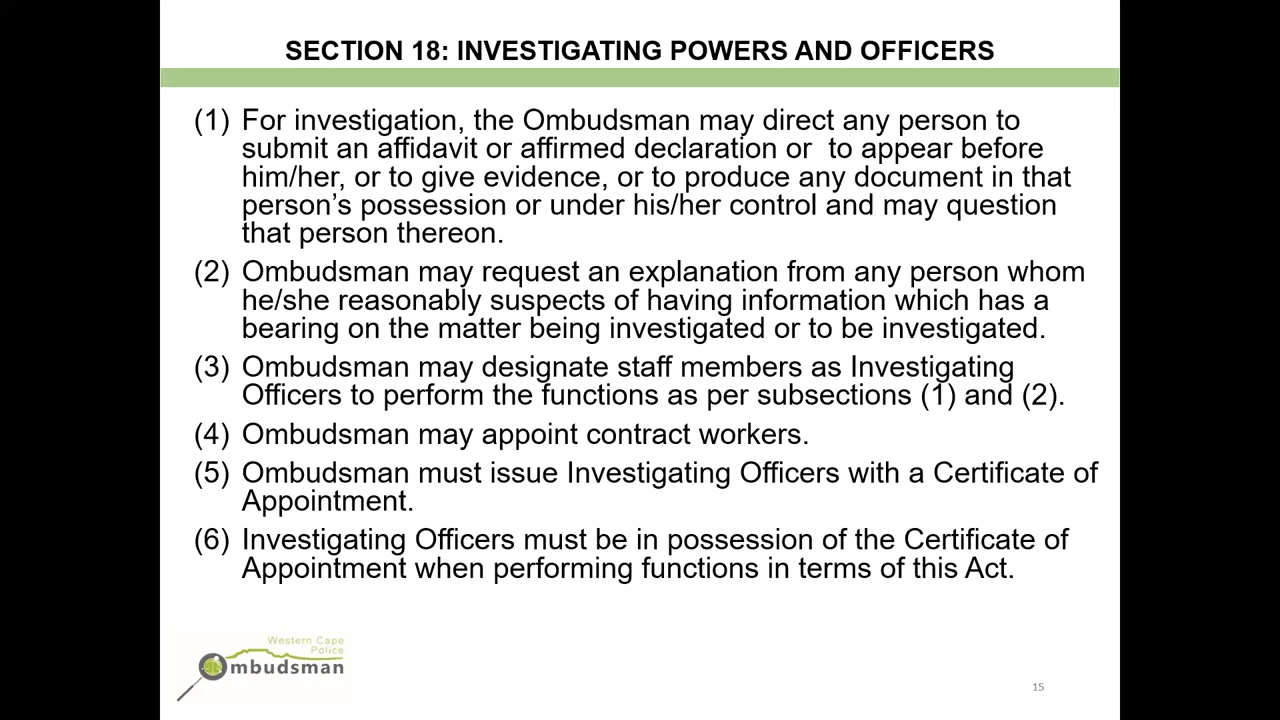 SECTION 18: INVESTIGATING POWERS AND OFFICERS
(1) For investigation, the Ombudsman may direct any person to
submit an affidavit or affirmed declaration or  to appear before
him/her, or to give evidence, or to produce any document in that
person’s possession or under his/her control and may question
that person thereon.
(2) Ombudsman may request an explanation from any person whom
he/she reasonably suspects of having information which has a
bearing on the matter being investigated or to be investigated.
(3) Ombudsman may designate staff members as Investigating
Officers to perform the functions as per subsections (1) and (2).
(4) Ombudsman may appoint contract workers.
(5) Ombudsman must issue Investigating Officers with a Certificate of
Appointment.
(6) Investigating Officers must be in possession of the Certificate of
Appointment when performing functions in terms of this Act.
Western Cape
Police
Ombudsman
15